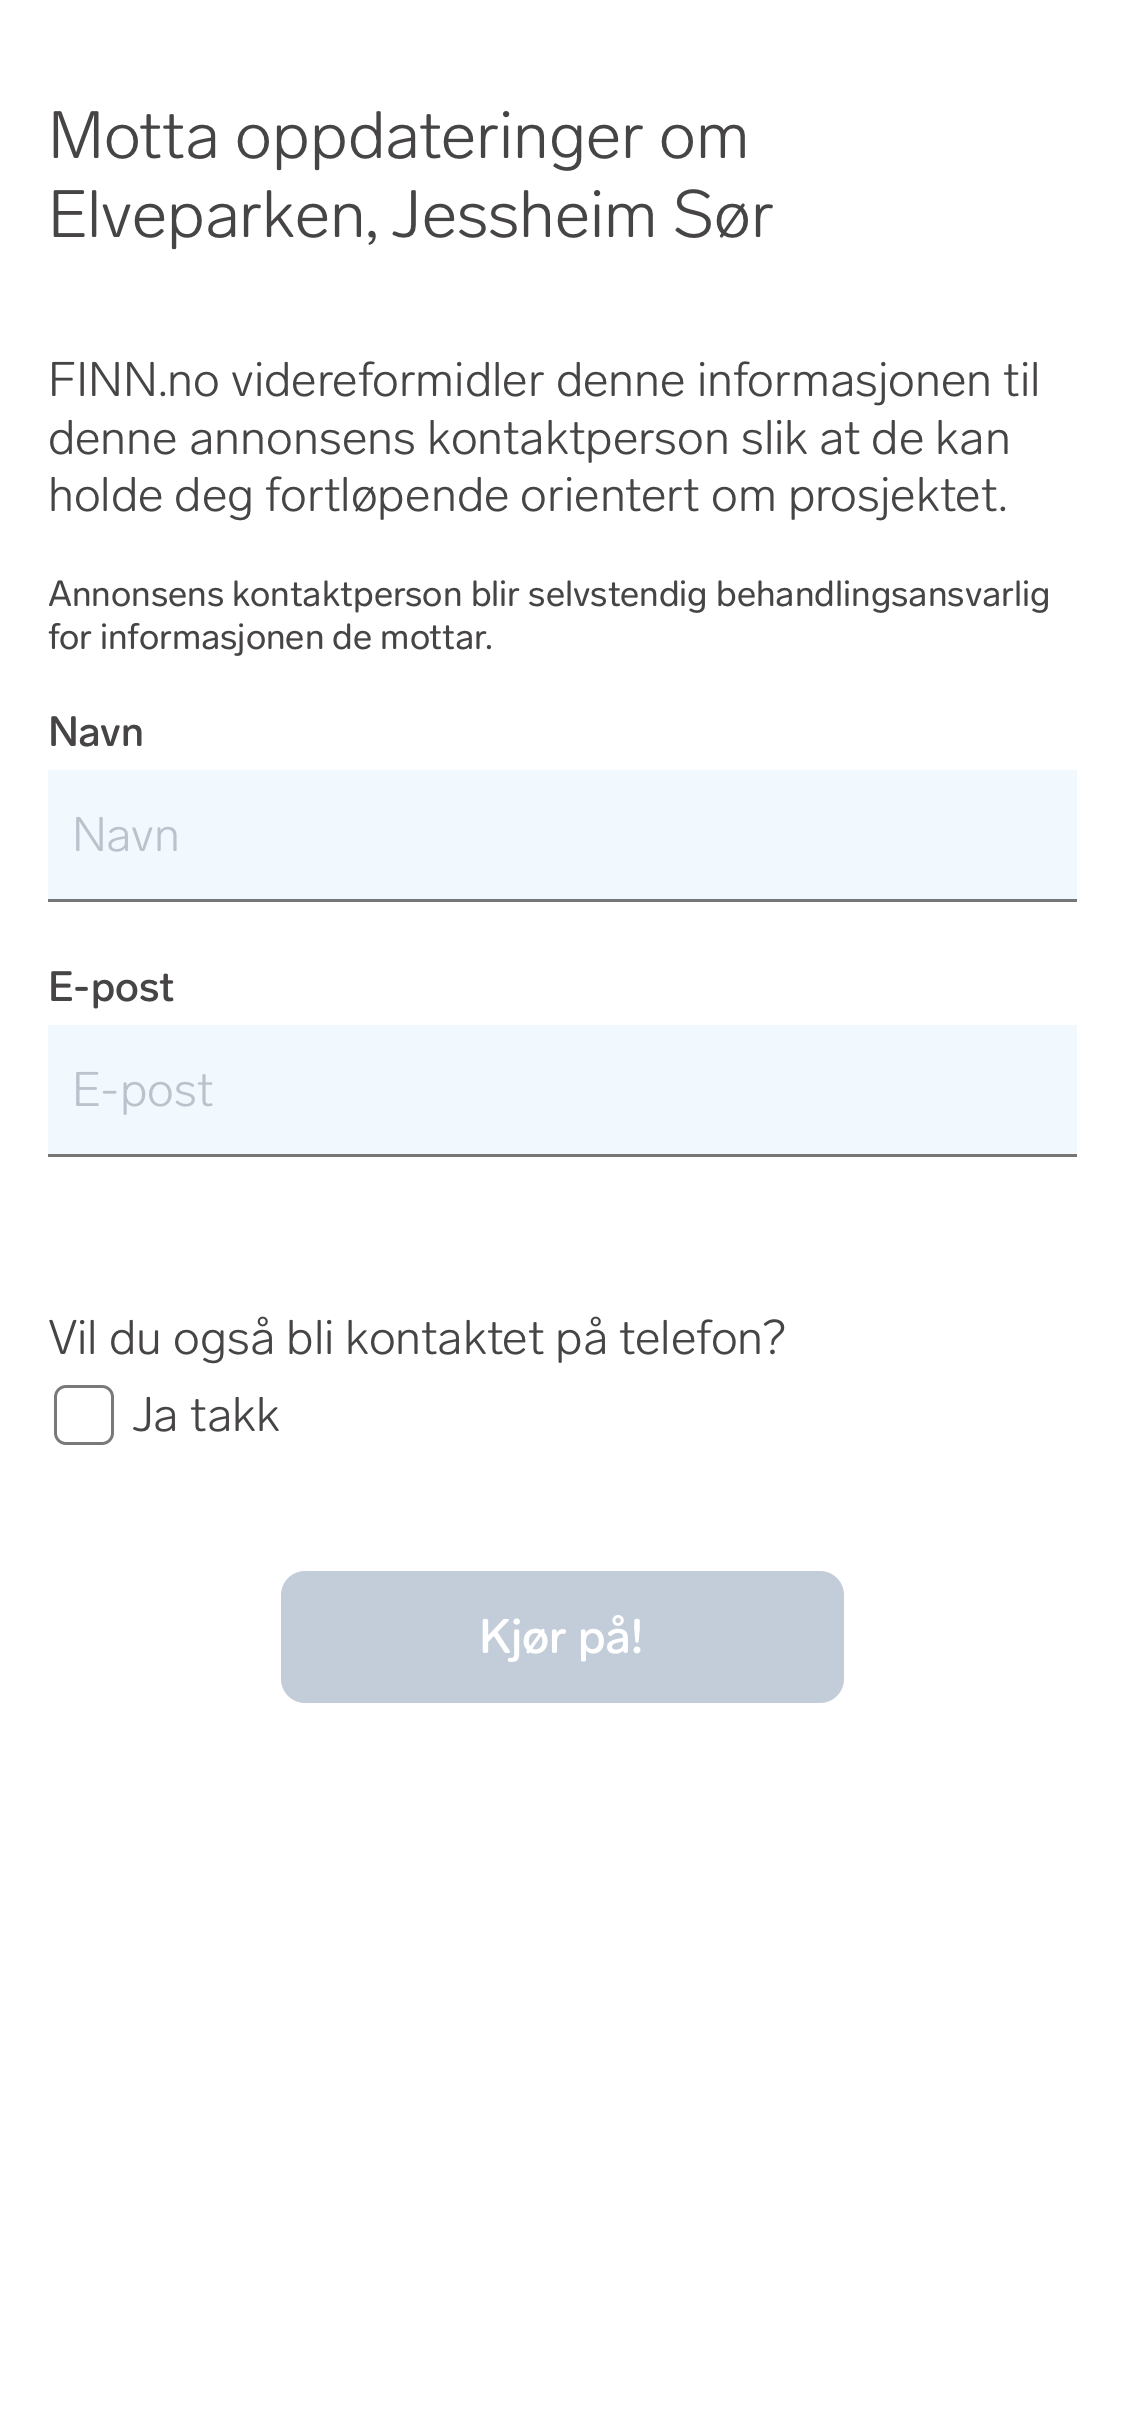 Motta oppdateringer om
Elveparken, Jessheim Sør
FINN.no videreformidler denne informasjonen til
denne annonsens kontaktperson slik at de kan
holde deg fortløpende orientert om prosjektet.
Annonsens kontaktperson blir selvstendig behandlingsansvarlig
for informasjonen de mottar.
Navn
Navn
E-post
E-post
Vil du også bli kontaktet på telefon?
Ja takk
Kjør på!